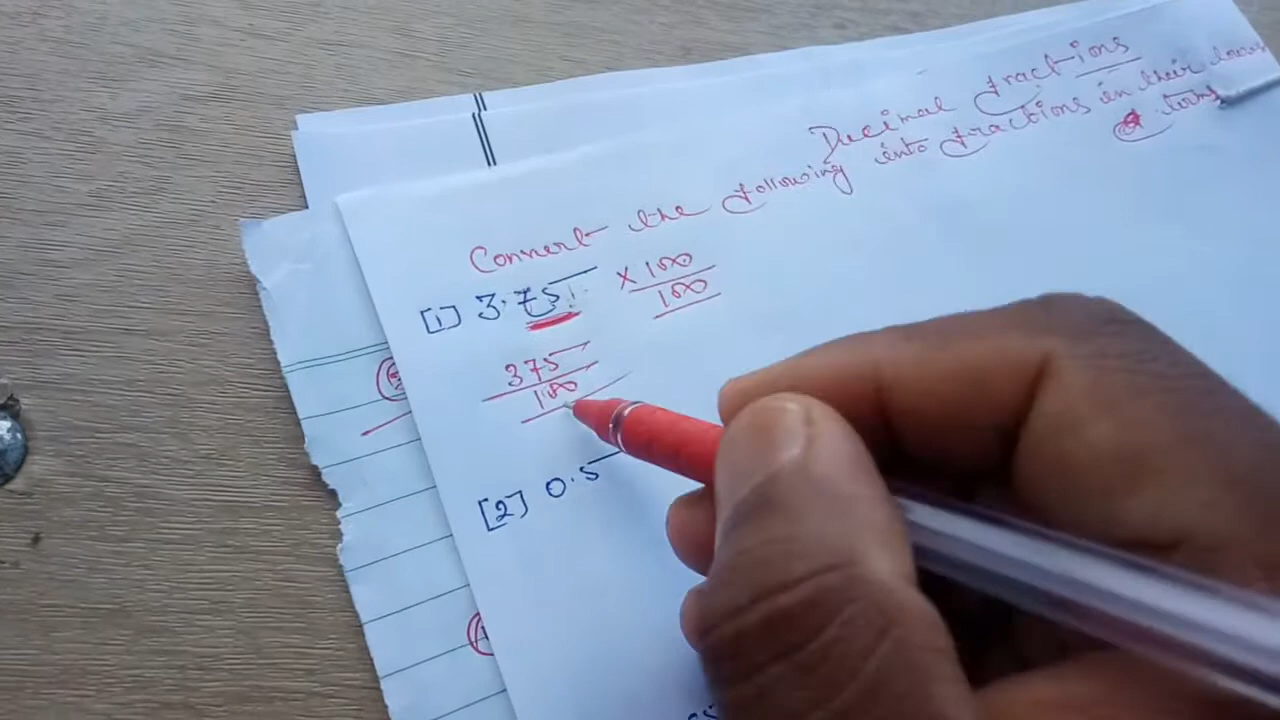 Decimal fractions
Convert the following into fractions in their
terms
[1] 3.75 × 100
100
375
100
[2] 0.5